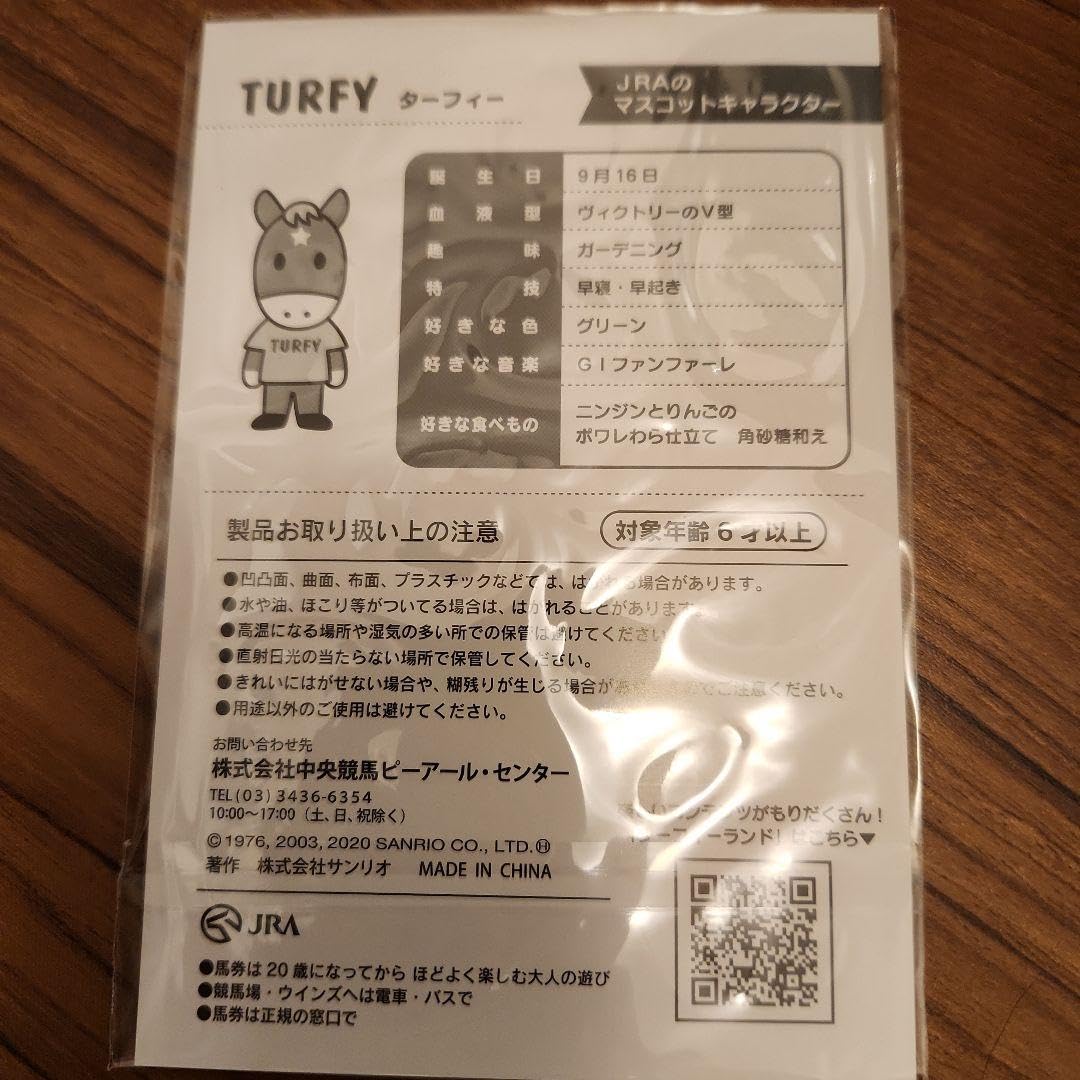 TURFY ターフィー
JRAの
マスコットキャラクター
誕生日 9月16日
血液型 ヴィクトリーのV型
趣味 ガーデニング
特技 早寝・早起き
好きな色 グリーン
好きな音楽 GIファンファーレ
好きな食べもの ニンジンとりんごの
ポワレわら仕立て 角砂糖和え
TURFY
製品お取り扱い上の注意 対象年齢6才以上
●凹凸面、曲面、布面、プラスチックなどでは、はがれる場合があります。
●水や油、ほこり等がついてる場合は、はがれることがあります
●高温になる場所や湿気の多い所での保管は避けてください
●直射日光の当たらない場所で保管してください。
●きれいにはがせない場合や、糊残りが生じる場合が ご注意ください。
●用途以外のご使用は避けてください。
お問い合わせ先
株式会社中央競馬ピーアール・センター
TEL(03)3436-6354
10:00～17:00（土、日、祝除く）
©1976, 2003, 2020 SANRIO CO., LTD.Ⓗ
著作 株式会社サンリオ MADE IN CHINA
コンテンツがもりだくさん！
ターフィーランド！はこちら▼
JRA
●馬券は20歳になってから ほどよく楽しむ大人の遊び
●競馬場・ウインズへは電車・バスで
●馬券は正規の窓口で